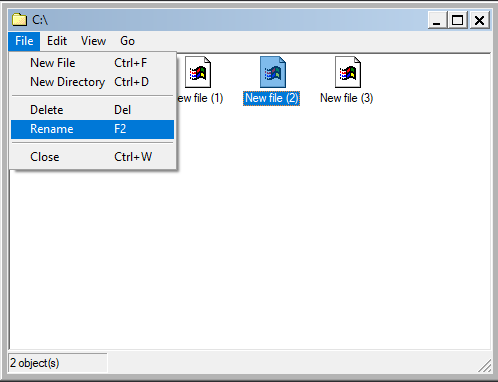 C:\
File Edit View Go
New File Ctrl+F
New Directory Ctrl+D
Delete Del
Rename F2
Close Ctrl+W
ew file (1) New file (2) New file (3)
2 object(s)